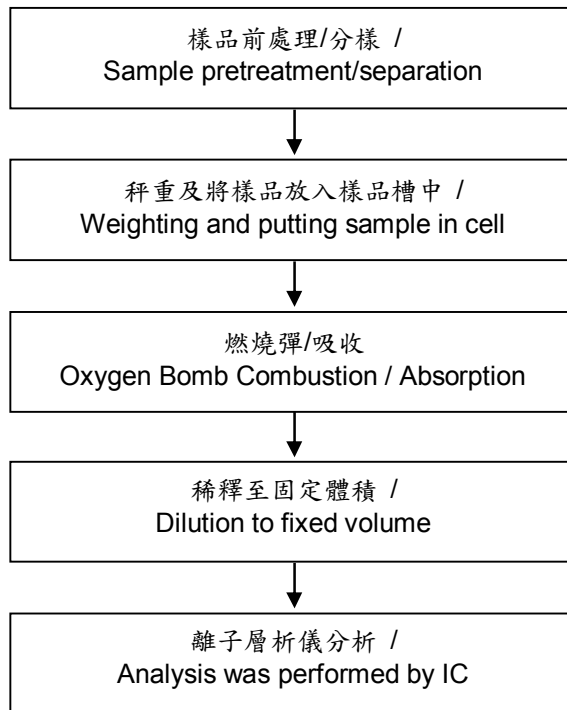 樣品前處理/分樣 /
Sample pretreatment/separation
秤重及將樣品放入樣品槽中 /
Weighting and putting sample in cell
燃燒彈/吸收
Oxygen Bomb Combustion / Absorption
稀釋至固定體積 /
Dilution to fixed volume
離子層析儀分析 /
Analysis was performed by IC